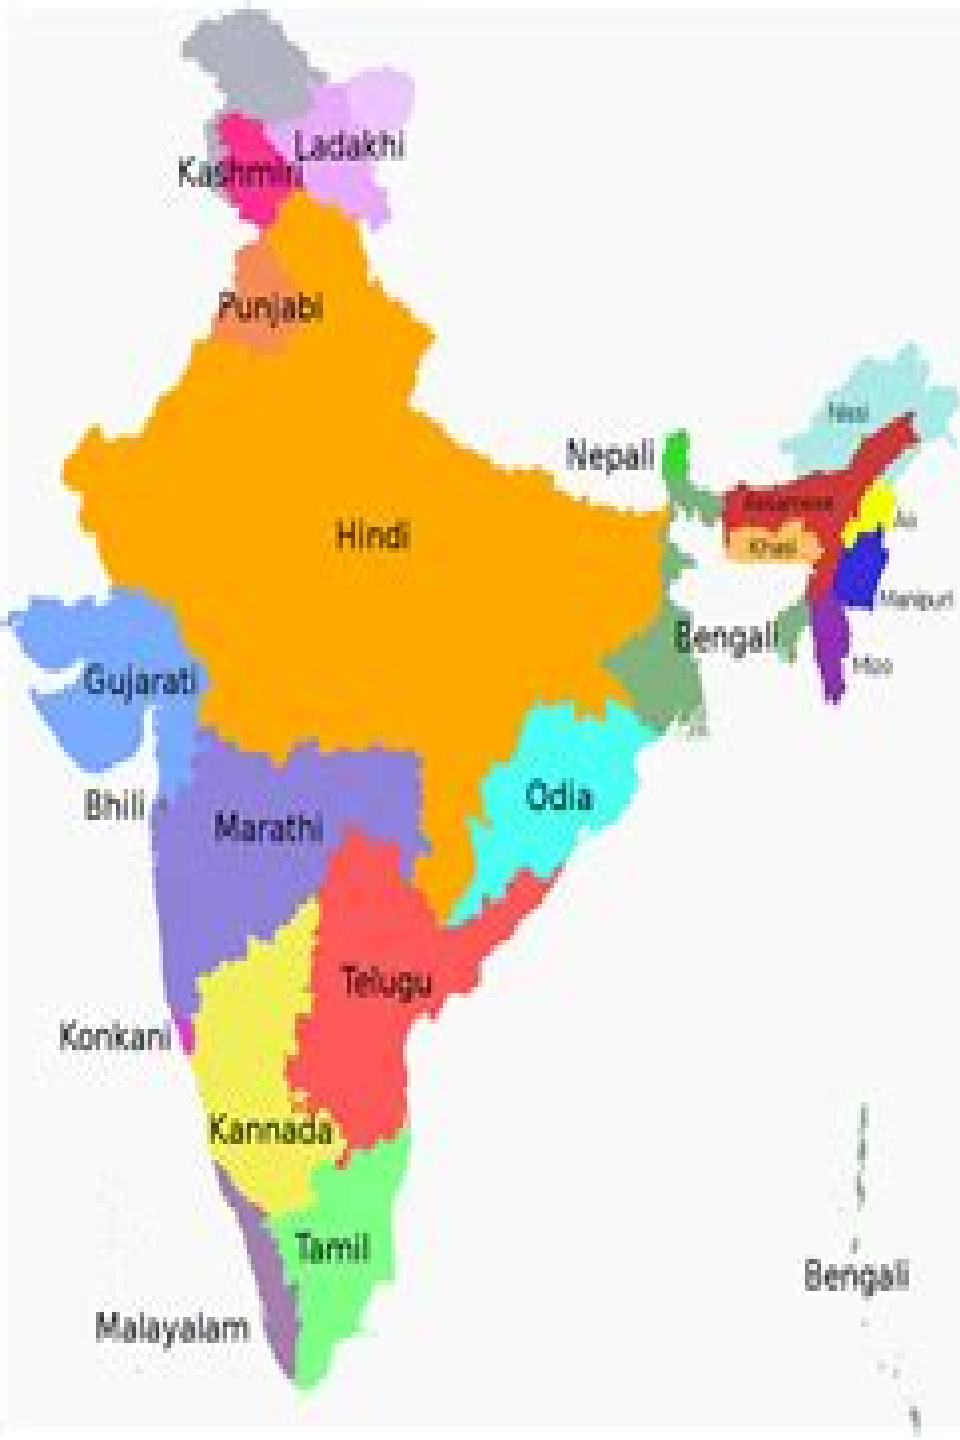 Ladakhi
Kashmiri
Punjabi
Nissi
Nepali
Assamese
Ao
Hindi
Khasi
Manipuri
Bengali
Mizo
Gujarati
Odia
Bhili
Marathi
Telugu
Konkani
Kannada
Tamil
Bengali
Malayalam